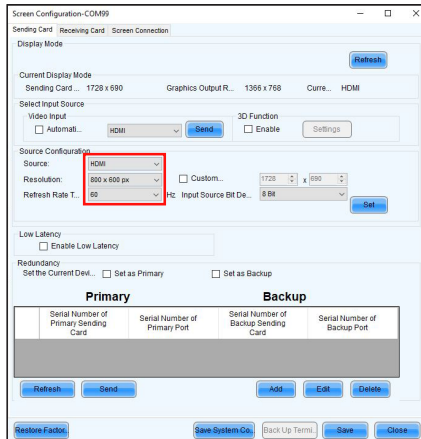 Screen Configuration-COM99
Sending Card Receiving Card Screen Connection
Display Mode
Refresh
Current Display Mode
Sending Card ... 1728 x 690 Graphics Output R... 1366 x 768 Curre... HDMI
Select Input Source
Video Input 3D Function
Automati... HDMI Send Enable Settings
Source Configuration
Source: HDMI
Resolution: 800 x 600 px Custom... 1728 x 690
Refresh Rate T... 60 Hz Input Source Bit De... 8 Bit
Set
Low Latency
Enable Low Latency
Redundancy
Set the Current Devi... Set as Primary Set as Backup
Primary Backup
Serial Number of Primary Sending Card Serial Number of Primary Port Serial Number of Backup Sending Card Serial Number of Backup Port
Refresh Send Add Edit Delete
Restore Factor.. Save System Co.. Back Up Termi.. Save Close